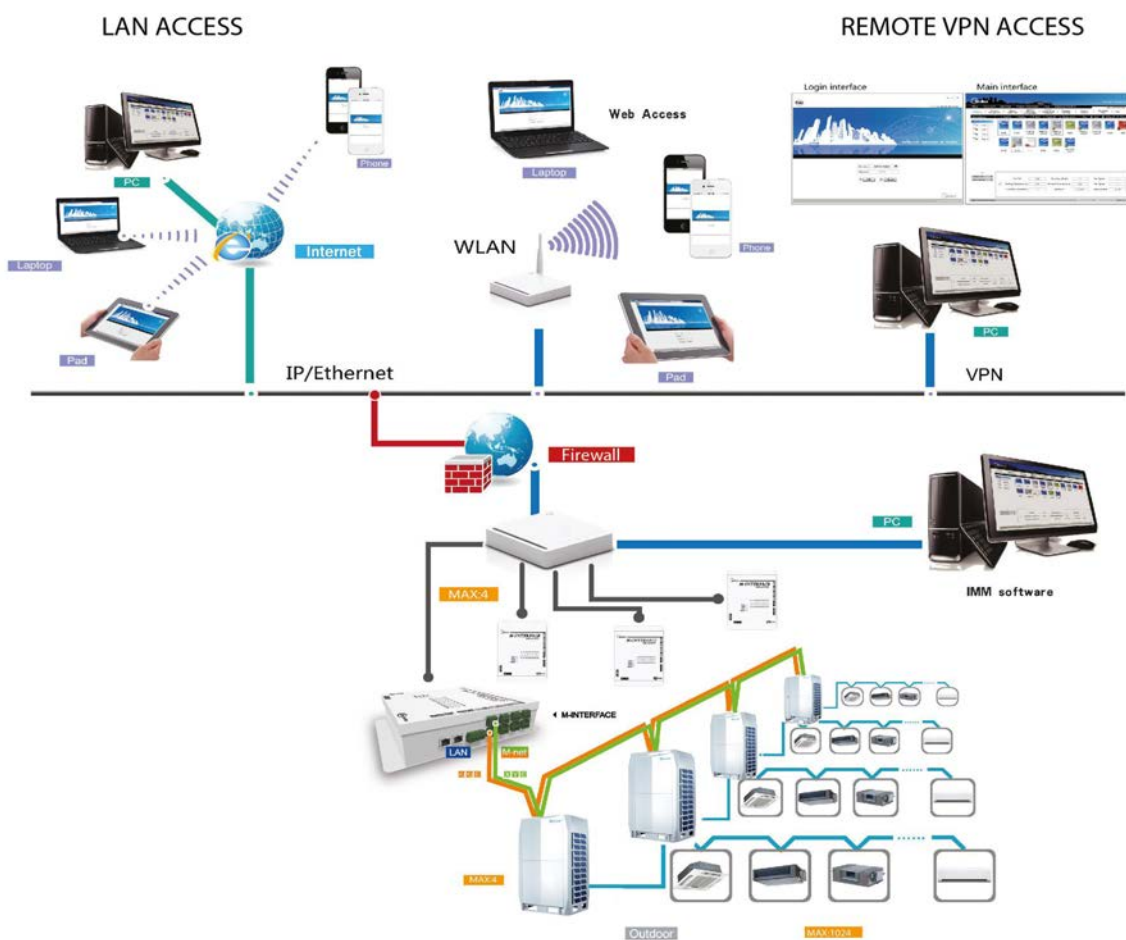 LAN ACCESS
REMOTE VPN ACCESS
Login interface
Main interface
Web Access
Phone
PC
Laptop
Internet
Laptop
Pad
WLAN
Phone
Pad
PC
IP/Ethernet
VPN
Firewall
PC
IMM software
MAX:4
M-INTERFACE
LAN
M-net
MAX:4
Outdoor
MAX:1024